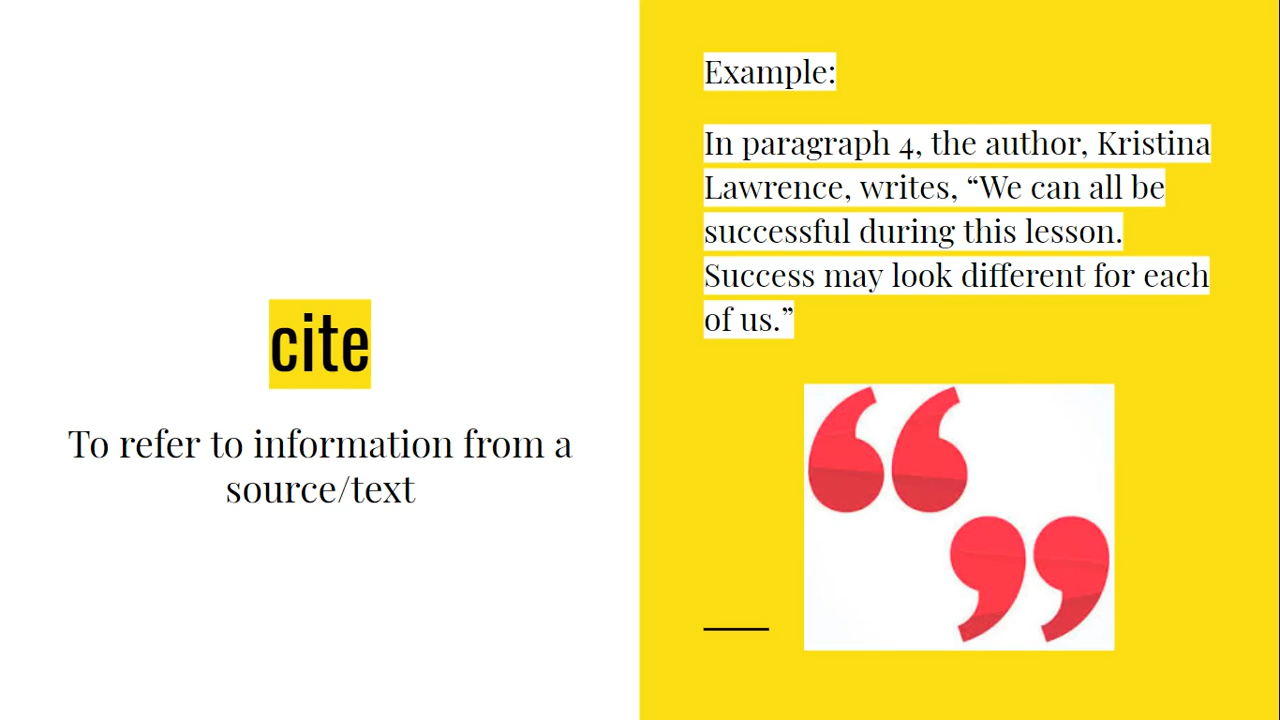 cite
To refer to information from a
source/text
Example:
In paragraph 4, the author, Kristina
Lawrence, writes, “We can all be
successful during this lesson.
Success may look different for each
of us.”